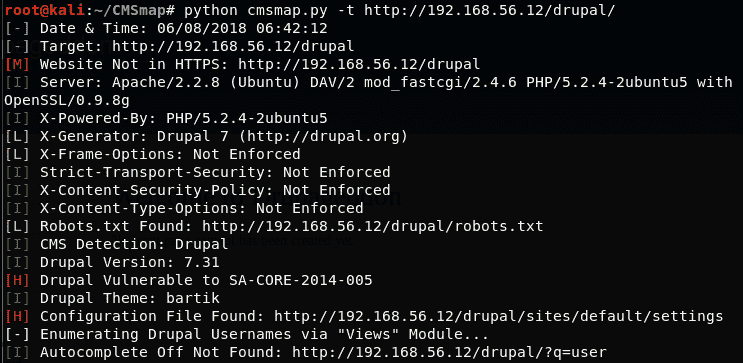 root@kali:~/CMSmap# python cmsmap.py -t http://192.168.56.12/drupal/
[-] Date & Time: 06/08/2018 06:42:12
[-] Target: http://192.168.56.12/drupal
[M] Website Not in HTTPS: http://192.168.56.12/drupal
[I] Server: Apache/2.2.8 (Ubuntu) DAV/2 mod_fastcgi/2.4.6 PHP/5.2.4-2ubuntu5 with
OpenSSL/0.9.8g
[I] X-Powered-By: PHP/5.2.4-2ubuntu5
[L] X-Generator: Drupal 7 (http://drupal.org)
[L] X-Frame-Options: Not Enforced
[I] Strict-Transport-Security: Not Enforced
[I] X-Content-Security-Policy: Not Enforced
[I] X-Content-Type-Options: Not Enforced
[L] Robots.txt Found: http://192.168.56.12/drupal/robots.txt
[I] CMS Detection: Drupal
[I] Drupal Version: 7.31
[H] Drupal Vulnerable to SA-CORE-2014-005
[I] Drupal Theme: bartik
[H] Configuration File Found: http://192.168.56.12/drupal/sites/default/settings
[-] Enumerating Drupal Usernames via "Views" Module...
[I] Autocomplete Off Not Found: http://192.168.56.12/drupal/?q=user